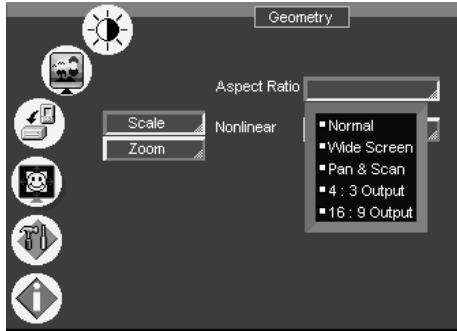 Geometry
Aspect Ratio
Scale
Nonlinear
Zoom
Normal
Wide Screen
Pan & Scan
4 : 3 Output
16 : 9 Output